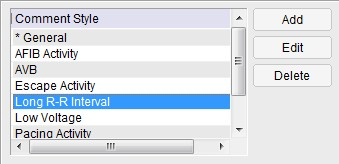 Comment Style
* General
AFIB Activity
AVB
Escape Activity
Long R-R Interval
Low Voltage
Pacing Activity
Add
Edit
Delete